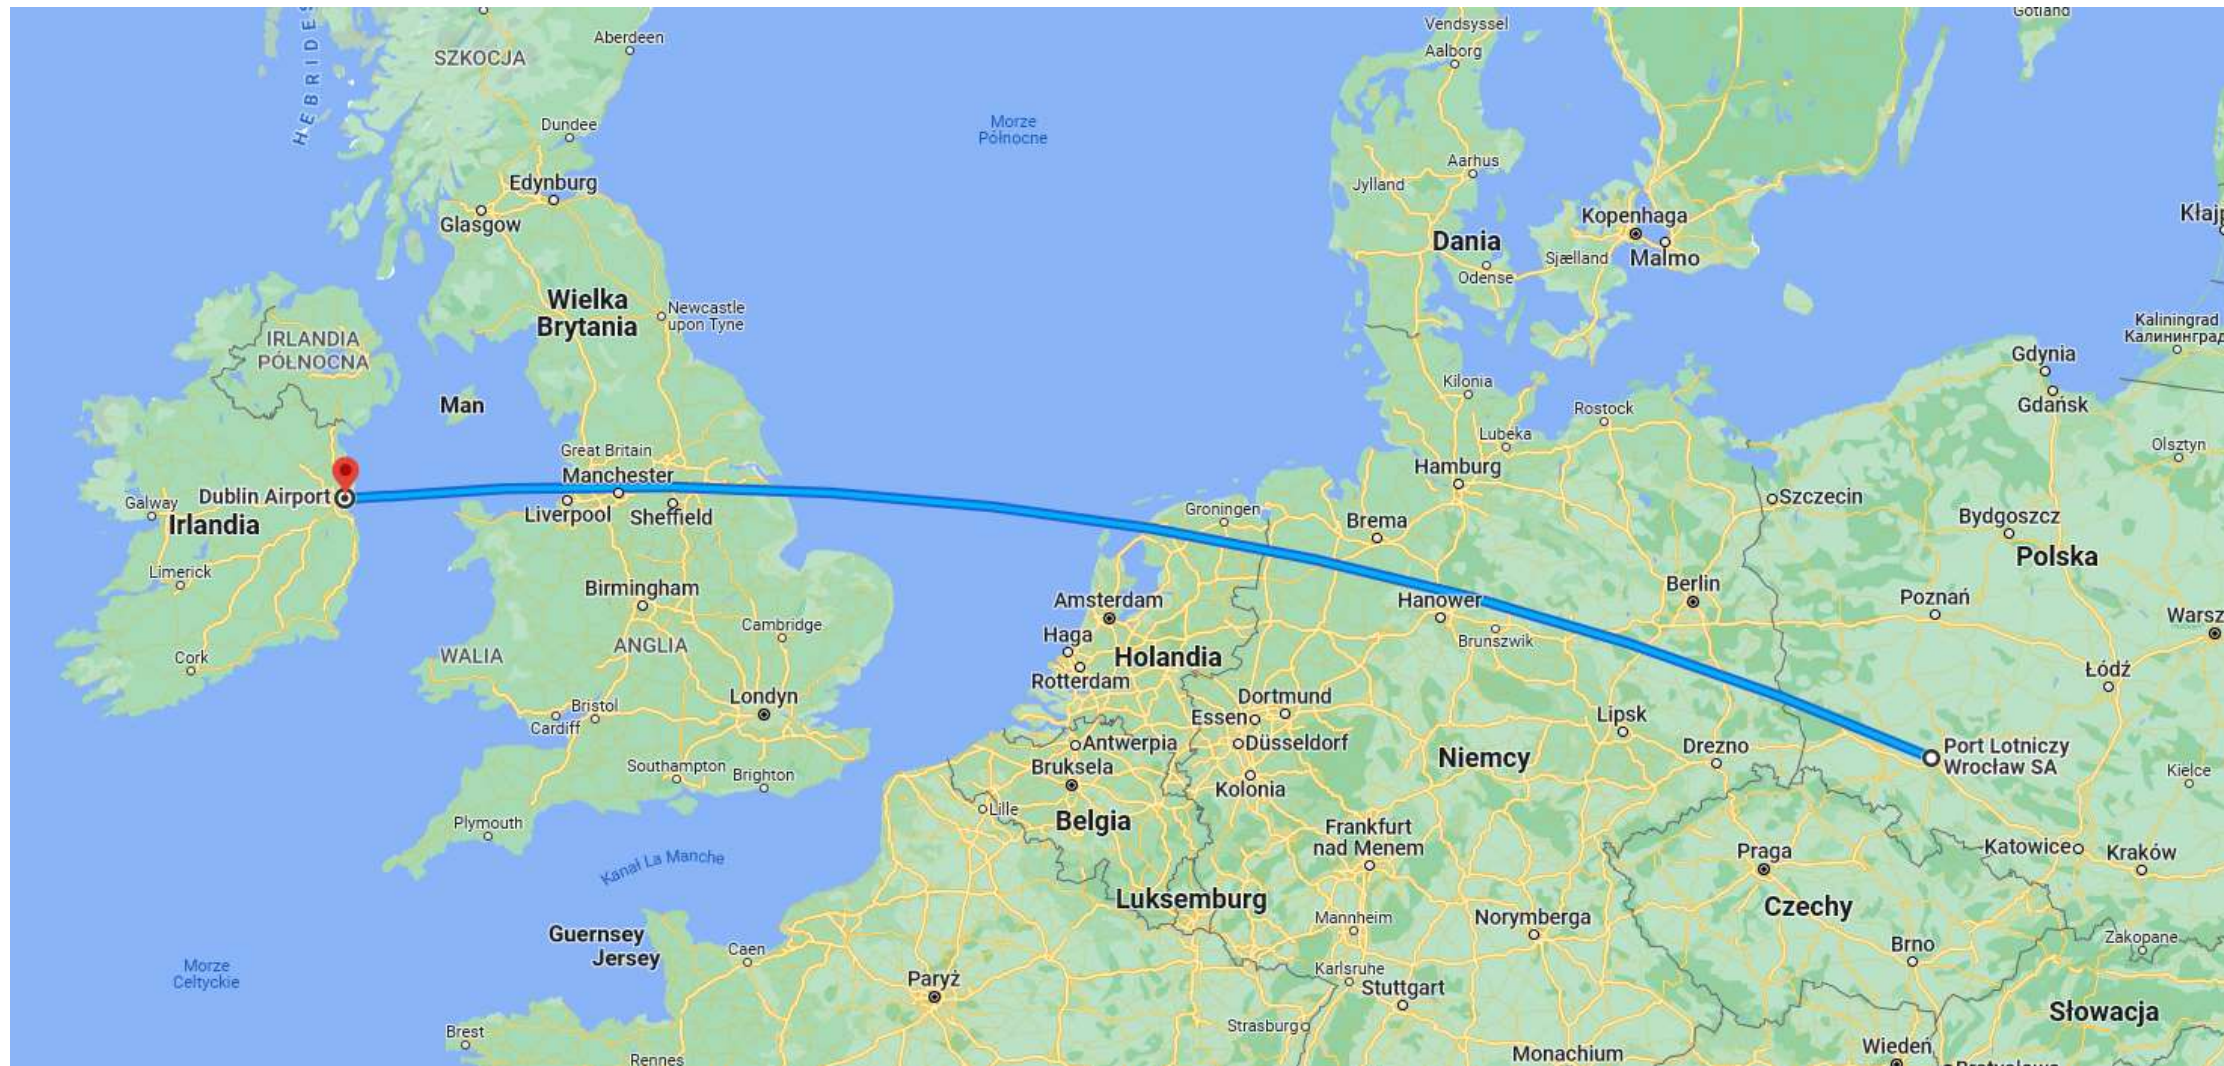 Gotland
Vendsyssel
Aalborg
HEBRIDES
SZKOCJA
Aberdeen
Morze
Północne
Dundee
Aarhus
Jylland
Edynburg
Glasgow
Kopenhaga
Malmo
Dania
Sjælland
Odense
Wielka
Brytania
Newcastle
upon Tyne
IRLANDIA
PÓŁNOCNA
Kaliningrad
Калининград
Gdynia
Gdańsk
Kilonia
Man
Rostock
Lubeka
Olsztyn
Great Britain
Manchester
Hamburg
Dublin Airport
Galway
Irlandia
Liverpool
Sheffield
Groningen
Brema
Szczecin
Bydgoszcz
Polska
Limerick
Birmingham
Amsterdam
Hanower
Berlin
Poznań
Cambridge
Haga
Brunszwik
Cork
WALIA
ANGLIA
Holandia
Rotterdam
Łódź
Londyn
Dortmund
Bristol
Cardiff
Essen
Lipsk
Antwerpia
Düsseldorf
Niemcy
Drezno
Port Lotniczy
Wrocław SA
Southampton
Brighton
Bruksela
Kolonia
Kielce
Lille
Plymouth
Belgia
Frankfurt
nad Menem
Kanał La Manche
Praga
Katowice
Kraków
Luksemburg
Czechy
Mannheim
Norymberga
Guernsey
Jersey
Caen
Brno
Zakopane
Morze
Celtyckie
Paryż
Karlsruhe
Stuttgart
Słowacja
Brest
Strasburg
Rennes
Monachium
Wiedeń